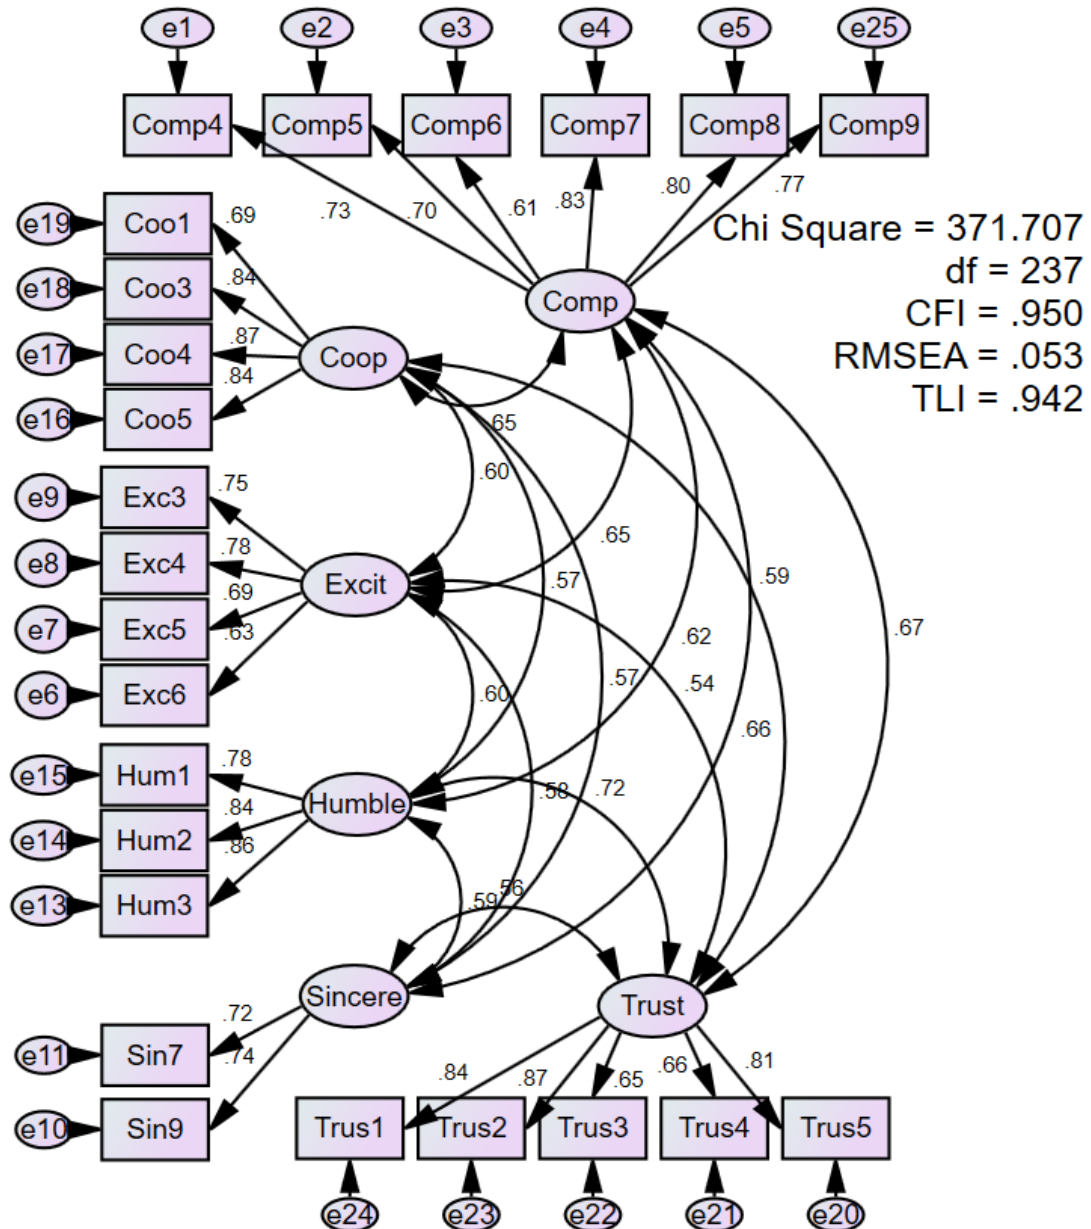 e1 e2 e3 e4 e5 e25
Comp4 Comp5 Comp6 Comp7 Comp8 Comp9
.73 .70 .61 .83 .80 .77
e19 Coo1 .69
Chi Square = 371.707
e18 Coo3 .84
df = 237
Comp
CFI = .950
e17 Coo4 .87
Coop
RMSEA = .053
e16 Coo5 .84
TLI = .942
.65
.60
e9 Exc3 .75
.65
e8 Exc4 .78
Excit
.57
.59
e7 Exc5 .69
.63
.62
.67
e6 Exc6
.60
.57
.54
.66
e15 Hum1 .78
.58
.72
Humble
e14 Hum2 .84
.86
e13 Hum3
.59
.56
Sincere
Trust
.72
e11 Sin7
.74
.84 .87 .65 .66 .81
e10 Sin9
Trus1 Trus2 Trus3 Trus4 Trus5
e24 e23 e22 e21 e20